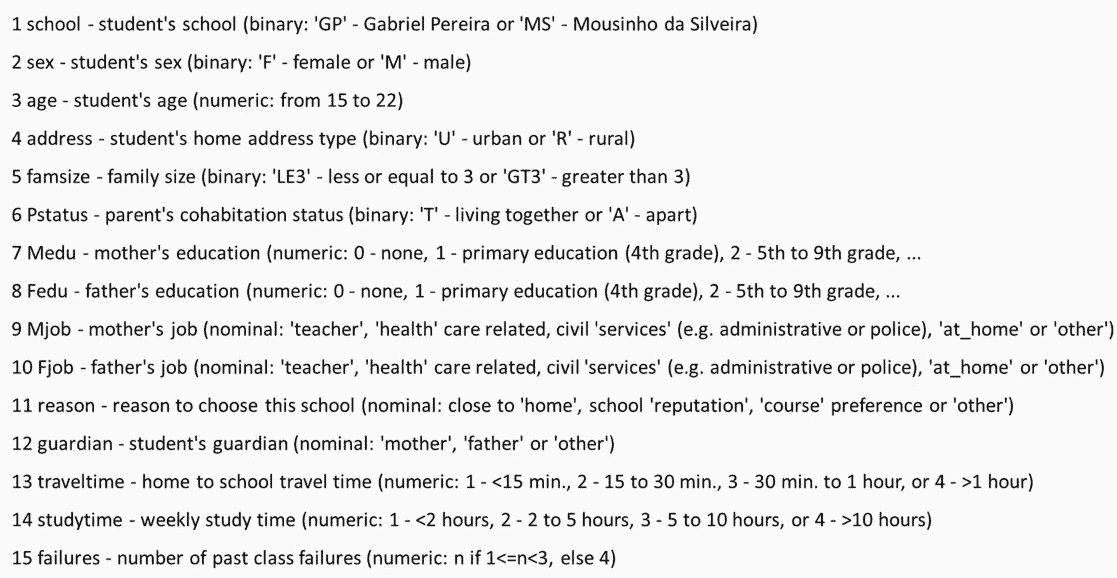 1 school - student's school (binary: 'GP' - Gabriel Pereira or 'MS' - Mousinho da Silveira)
2 sex - student's sex (binary: 'F' - female or 'M' - male)
3 age - student's age (numeric: from 15 to 22)
4 address - student's home address type (binary: 'U' - urban or 'R' - rural)
5 famsize - family size (binary: 'LE3' - less or equal to 3 or 'GT3' - greater than 3)
6 Pstatus - parent's cohabitation status (binary: 'T' - living together or 'A' - apart)
7 Medu - mother's education (numeric: 0 - none, 1 - primary education (4th grade), 2 - 5th to 9th grade, ...
8 Fedu - father's education (numeric: 0 - none, 1 - primary education (4th grade), 2 - 5th to 9th grade, ...
9 Mjob - mother's job (nominal: 'teacher', 'health' care related, civil 'services' (e.g. administrative or police), 'at_home' or 'other')
10 Fjob - father's job (nominal: 'teacher', 'health' care related, civil 'services' (e.g. administrative or police), 'at_home' or 'other')
11 reason - reason to choose this school (nominal: close to 'home', school 'reputation', 'course' preference or 'other')
12 guardian - student's guardian (nominal: 'mother', 'father' or 'other')
13 traveltime - home to school travel time (numeric: 1 - <15 min., 2 - 15 to 30 min., 3 - 30 min. to 1 hour, or 4 - >1 hour)
14 studytime - weekly study time (numeric: 1 - <2 hours, 2 - 2 to 5 hours, 3 - 5 to 10 hours, or 4 - >10 hours)
15 failures - number of past class failures (numeric: n if 1<=n<3, else 4)